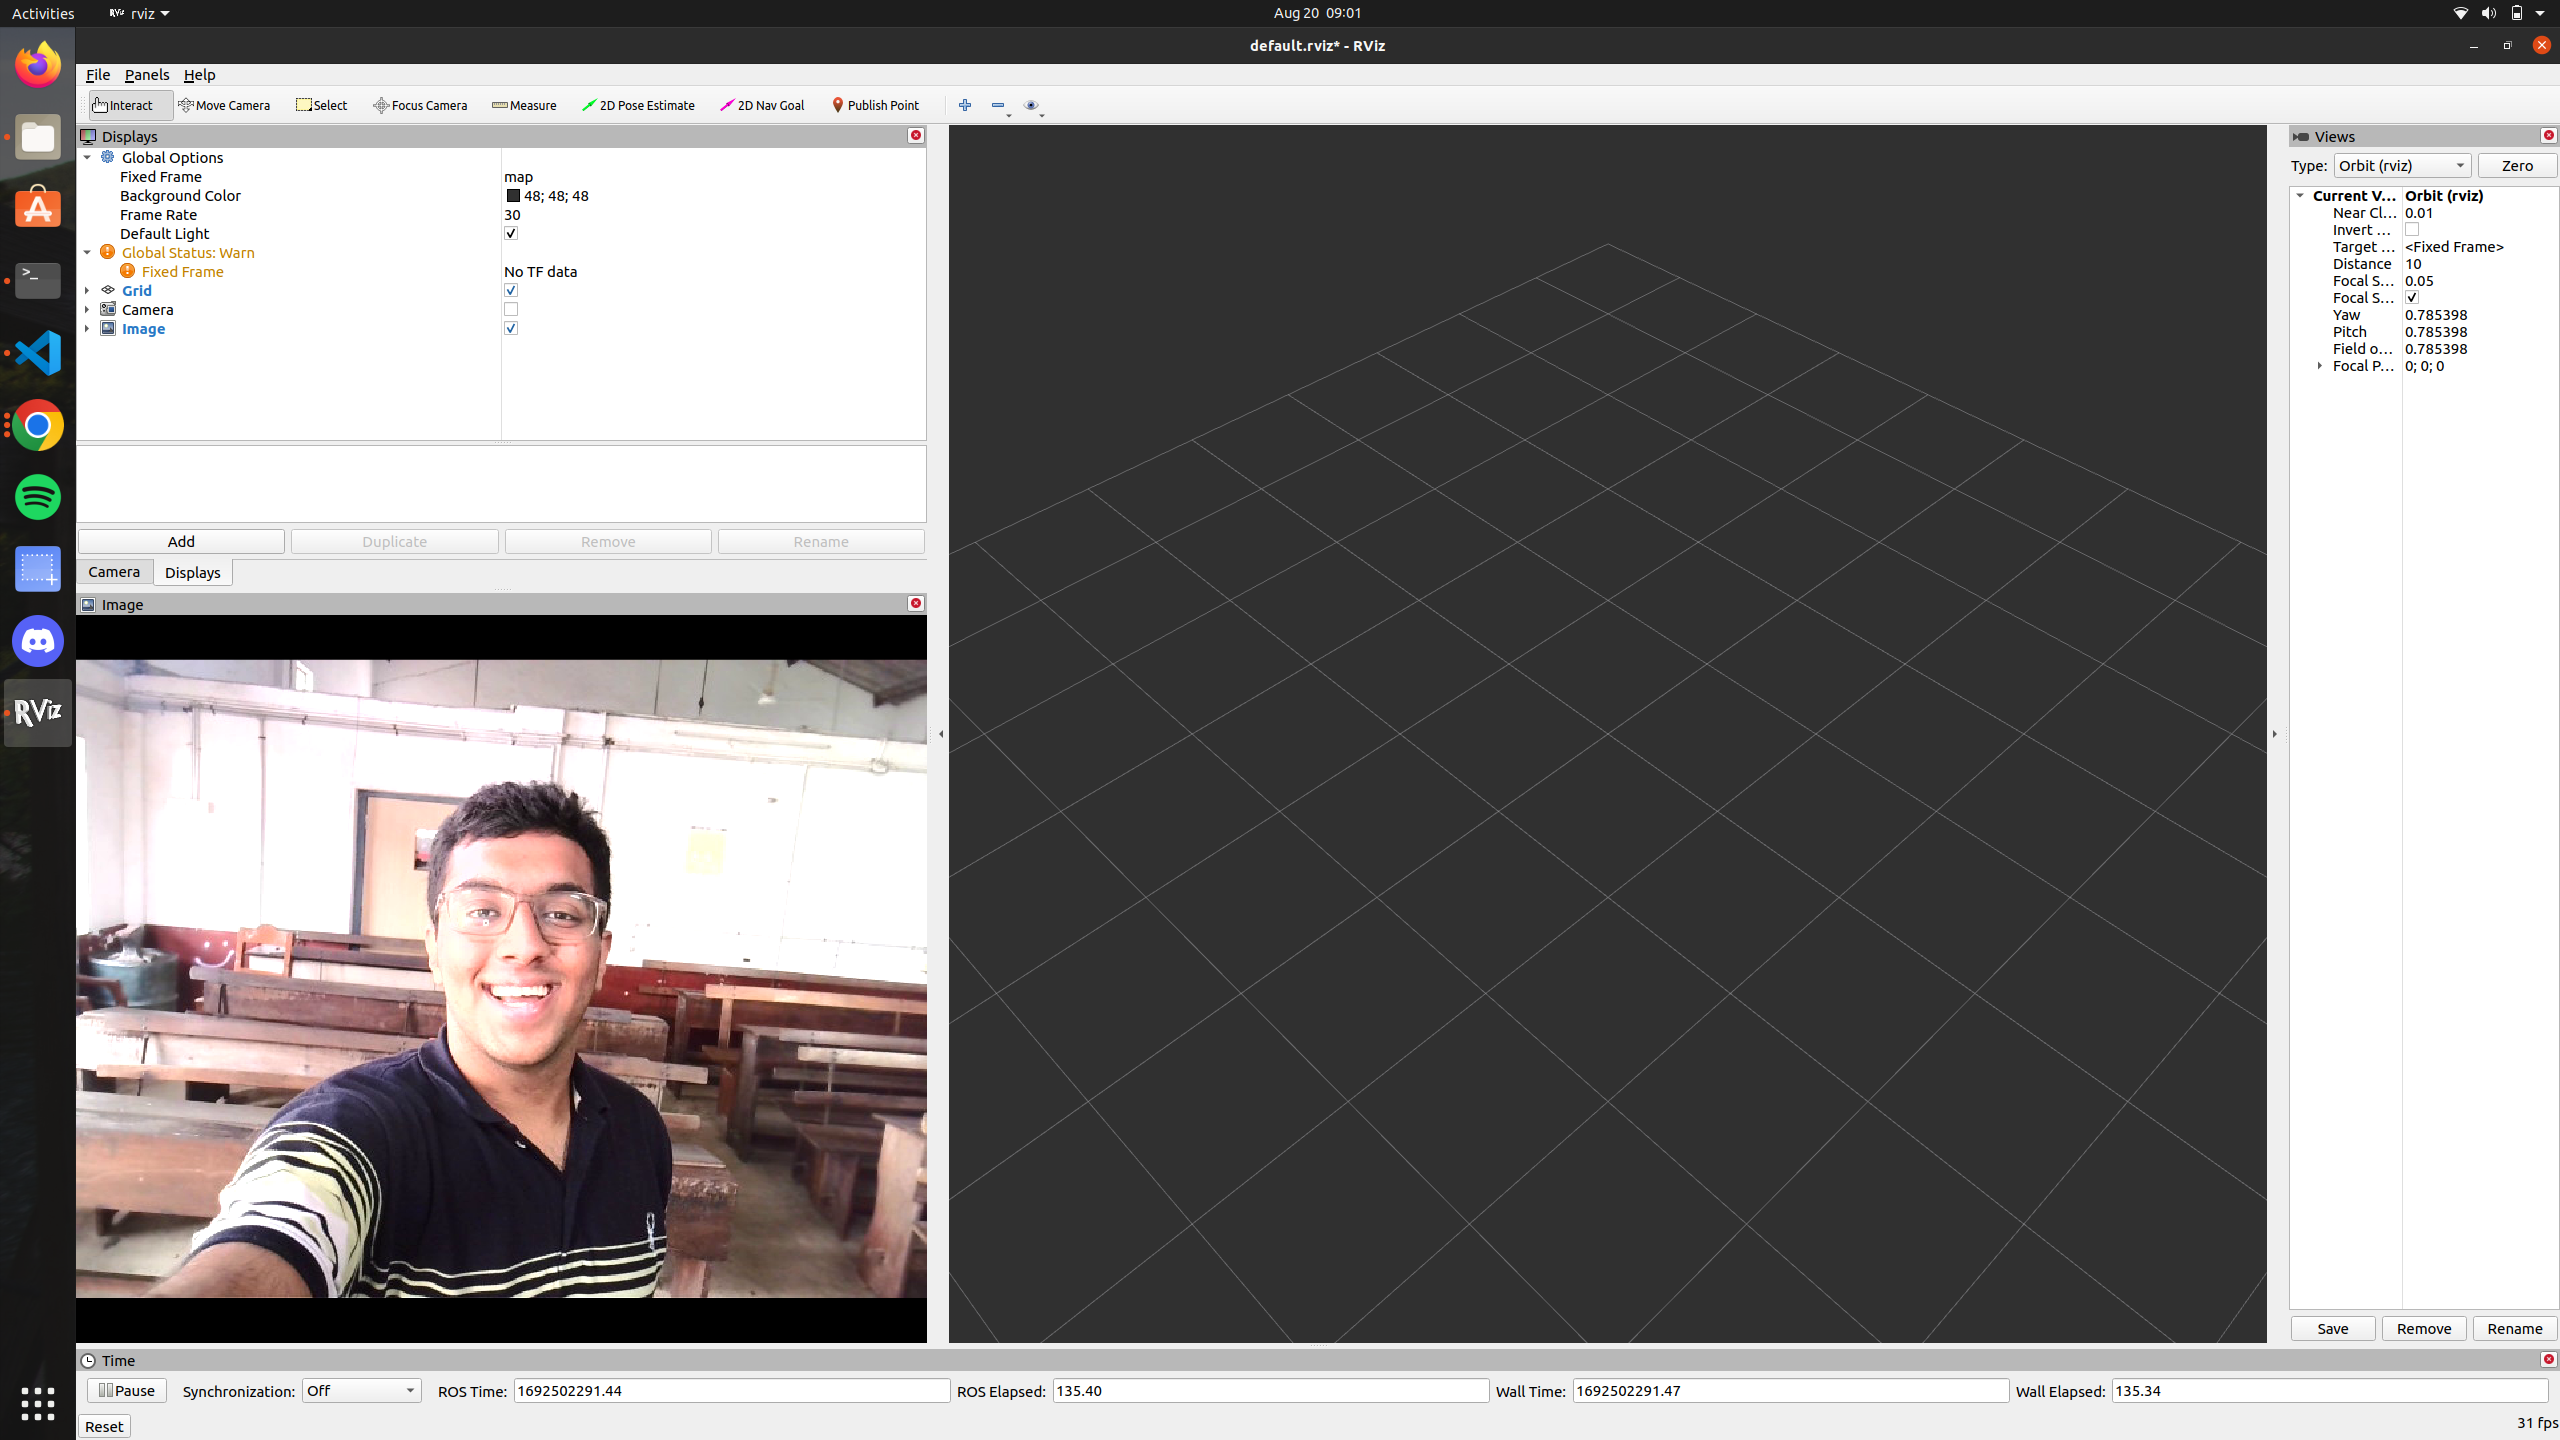 Activities rviz Aug 20 09:01
default.rviz* - RViz
File Panels Help
Interact Move Camera Select Focus Camera Measure 2D Pose Estimate 2D Nav Goal Publish Point
Displays
Global Options
Fixed Frame map
Background Color 48; 48; 48
Frame Rate 30
Default Light
Global Status: Warn
Fixed Frame No TF data
Grid
Camera
Image
Add Duplicate Remove Rename
Camera Displays
Image
RViz
Views
Type: Orbit (rviz) Zero
Current V... Orbit (rviz)
Near Cl... 0.01
Invert ...
Target ... <Fixed Frame>
Distance 10
Focal S... 0.05
Focal S...
Yaw 0.785398
Pitch 0.785398
Field o... 0.785398
Focal P... 0; 0; 0
Save Remove Rename
Time
Pause Synchronization: Off ROS Time: 1692502291.44 ROS Elapsed: 135.40 Wall Time: 1692502291.47 Wall Elapsed: 135.34
Reset 31 fps